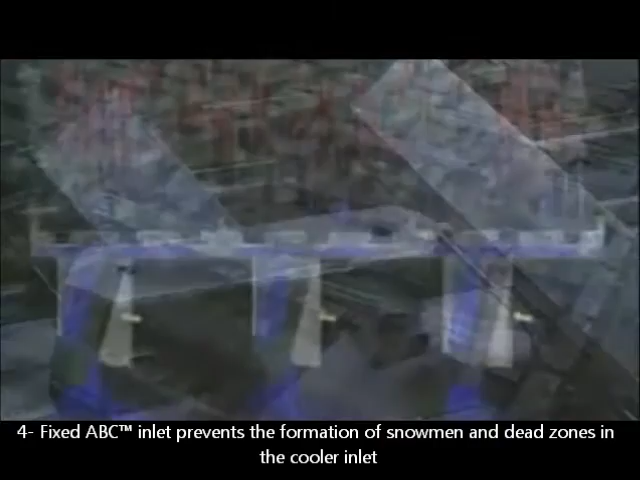 4- Fixed ABC™ inlet prevents the formation of snowmen and dead zones in
the cooler inlet